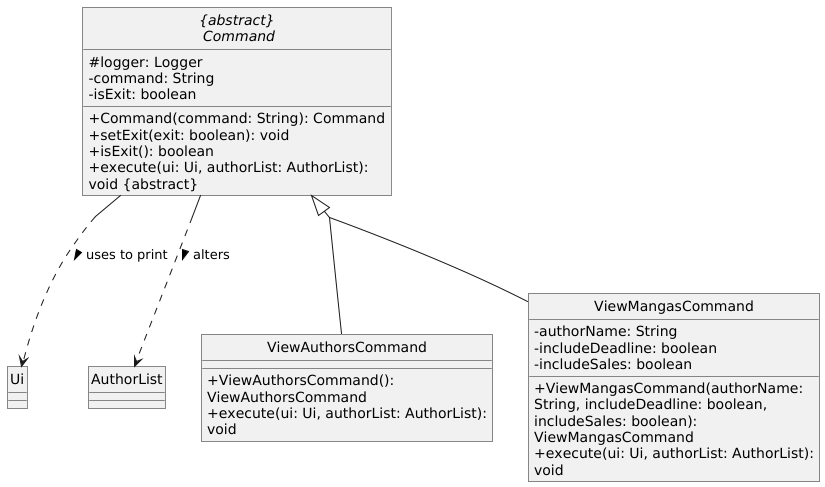 {abstract}
Command
#logger: Logger
-command: String
-isExit: boolean
+Command(command: String): Command
+setExit(exit: boolean): void
+isExit(): boolean
+execute(ui: Ui, authorList: AuthorList):
void {abstract}
uses to print
alters
Ui
AuthorList
ViewAuthorsCommand
+ViewAuthorsCommand():
ViewAuthorsCommand
+execute(ui: Ui, authorList: AuthorList):
void
ViewMangasCommand
-authorName: String
-includeDeadline: boolean
-includeSales: boolean
+ViewMangasCommand(authorName:
String, includeDeadline: boolean,
includeSales: boolean):
ViewMangasCommand
+execute(ui: Ui, authorList: AuthorList):
void